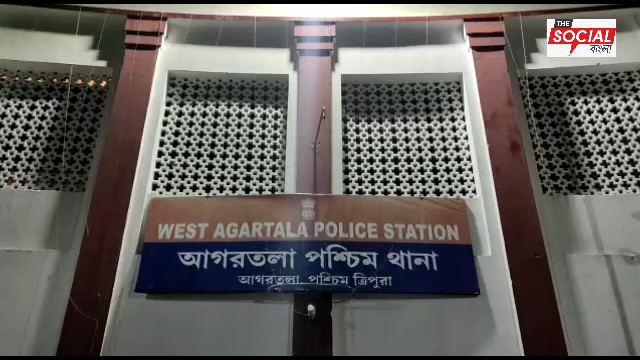 THE
SOCIAL
বাংলা
WEST AGARTALA POLICE STATION
আগরতলা পশ্চিম থানা
আগরতলা, পশ্চিম ত্রিপুরা